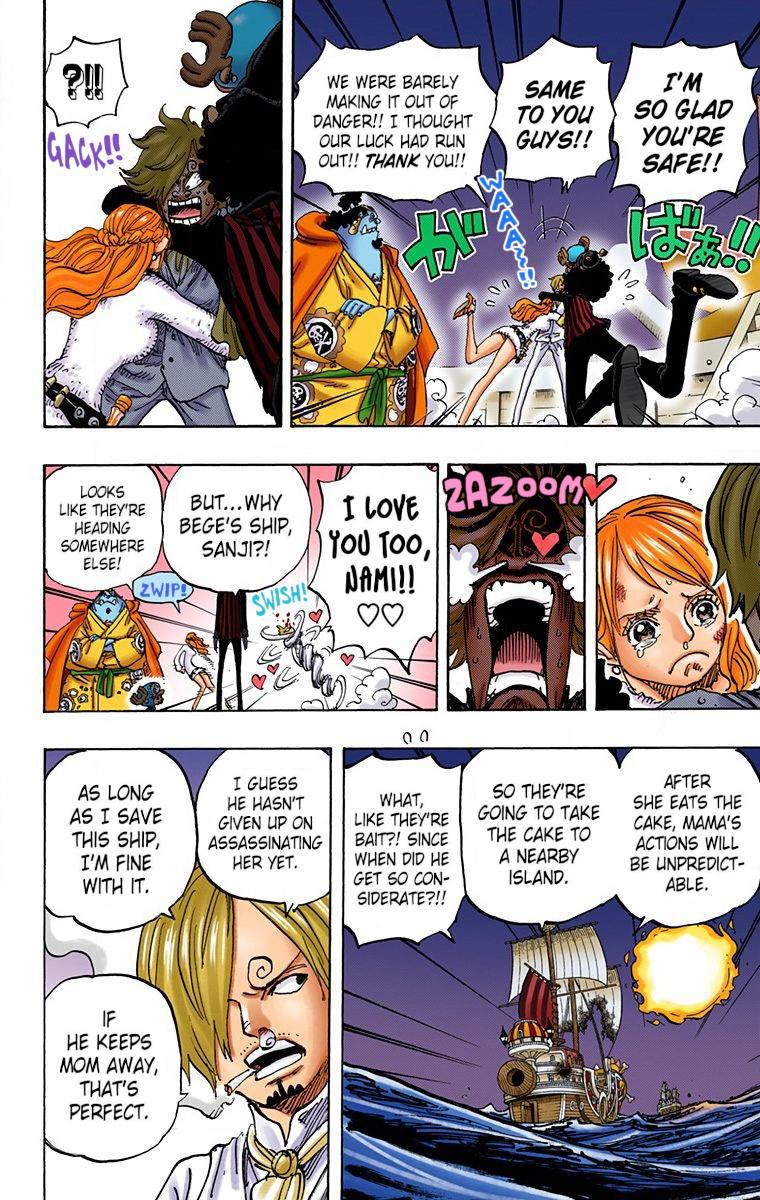 I'M
SO GLAD
YOU'RE
SAFE!!
ばぁ!!
SAME
TO YOU
GUYS!!
WAAA~!!
が
WE WERE BARELY
MAKING IT OUT OF
DANGER!! I THOUGHT
OUR LUCK HAD RUN
OUT!! THANK YOU!!
?!!
GACK!!
ZAZOOM
I LOVE
YOU TOO,
NAMI!!
♡♡
SWISH!
BUT...WHY
BEGE'S SHIP,
SANJI?!
ZWIP!
LOOKS
LIKE THEY'RE
HEADING
SOMEWHERE
ELSE!
AFTER
SHE EATS THE
CAKE, MAMA'S
ACTIONS WILL
BE UNPREDICT-
ABLE.
SO THEY'RE
GOING TO TAKE
THE CAKE TO
A NEARBY
ISLAND.
WHAT,
LIKE THEY'RE
BAIT?! SINCE
WHEN DID HE
GET SO CON-
SIDERATE?!!
I GUESS
HE HASN'T
GIVEN UP ON
ASSASSINATING
HER YET.
AS LONG
AS I SAVE
THIS SHIP,
I'M FINE
WITH IT.
IF
HE KEEPS
MOM AWAY,
THAT'S
PERFECT.